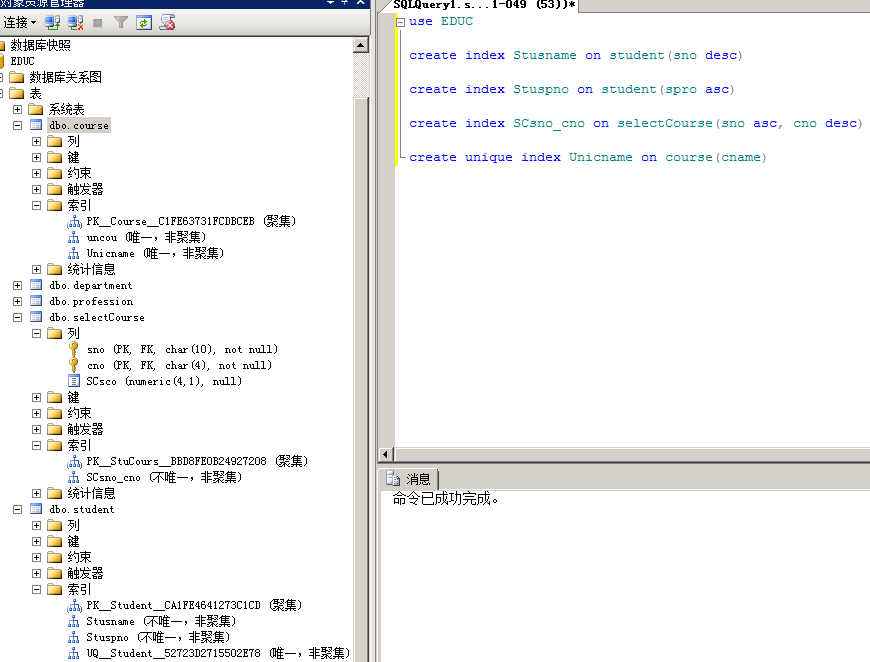 对象资源管理器
连接
数据库快照
EDUC
数据库关系图
表
系统表
dbo.course
列
键
约束
触发器
索引
PK__Course__C1FE63731FCDBCEB (聚集)
uncou (唯一，非聚集)
Unicname (唯一，非聚集)
统计信息
dbo.department
dbo.profession
dbo.selectCourse
列
sno (PK, FK, char(10), not null)
cno (PK, FK, char(4), not null)
SCsco (numeric(4,1), null)
键
约束
触发器
索引
PK__StuCours__BBD8FE0B24927208 (聚集)
SCsno_cno (不唯一，非聚集)
统计信息
dbo.student
列
键
约束
触发器
索引
PK__Student__CA1FE4641273C1CD (聚集)
Stusname (不唯一，非聚集)
Stuspno (不唯一，非聚集)
UQ__Student__52723D2715502E78 (唯一，非聚集)
SQLQuery1.s...1-049 (53))*
use EDUC
create index Stusname on student(sno desc)
create index Stuspno on student(spro asc)
create index SCsno_cno on selectCourse(sno asc, cno desc)
create unique index Unicname on course(cname)
消息
命令已成功完成。